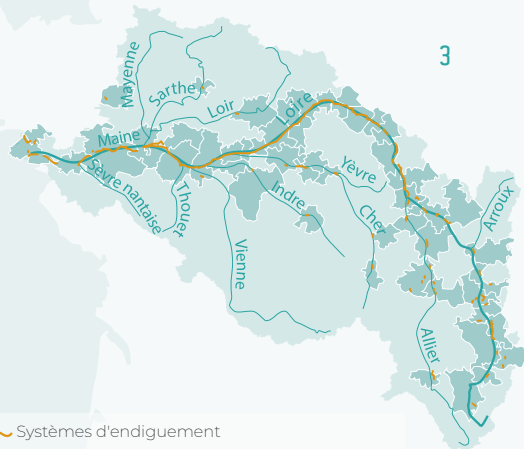 3
Mayenne
Sarthe
Loir
Loire
Maine
Sèvre nantaise
Thouet
Yèvre
Indre
Cher
Arroux
Vienne
Allier
Systèmes d'endiguement